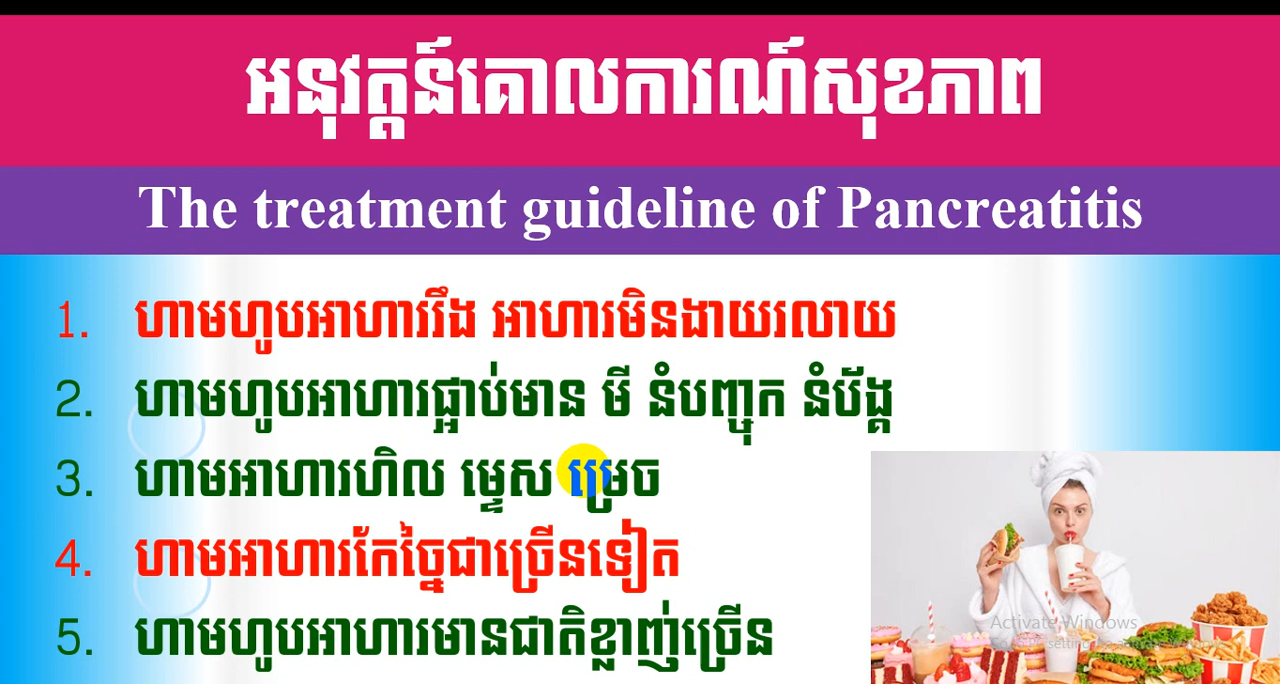 អនុវត្តន៍គោលការណ៍សុខភាព
The treatment guideline of Pancreatitis
1. ហាមហូបអាហាររឹង អាហារមិនងាយរលាយ
2. ហាមហូបអាហារផ្អាប់មាន មី នំបញ្ចុក នំប័ង្គ
3. ហាមអាហារហិល ម្ទេស ម្រេច
4. ហាមអាហារកែច្នៃជាច្រើនទៀត
5. ហាមហូបអាហារមានជាតិខ្លាញ់ច្រើន
Activate Windows